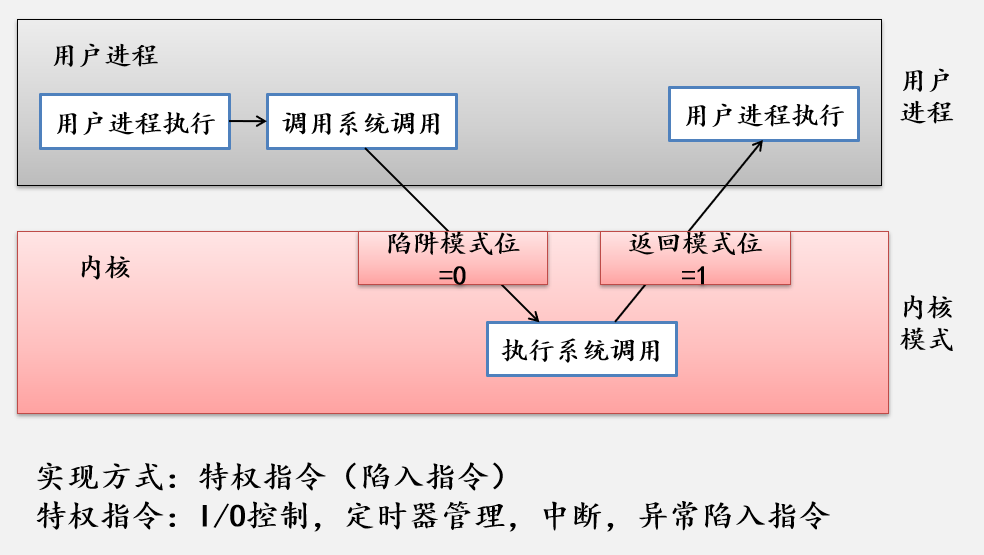 用户进程
用户进程执行
调用系统调用
用户进程执行
用户
进程
内核
陷阱模式位
=0
返回模式位
=1
执行系统调用
内核
模式
实现方式：特权指令（陷入指令）
特权指令：I/O控制，定时器管理，中断，异常陷入指令